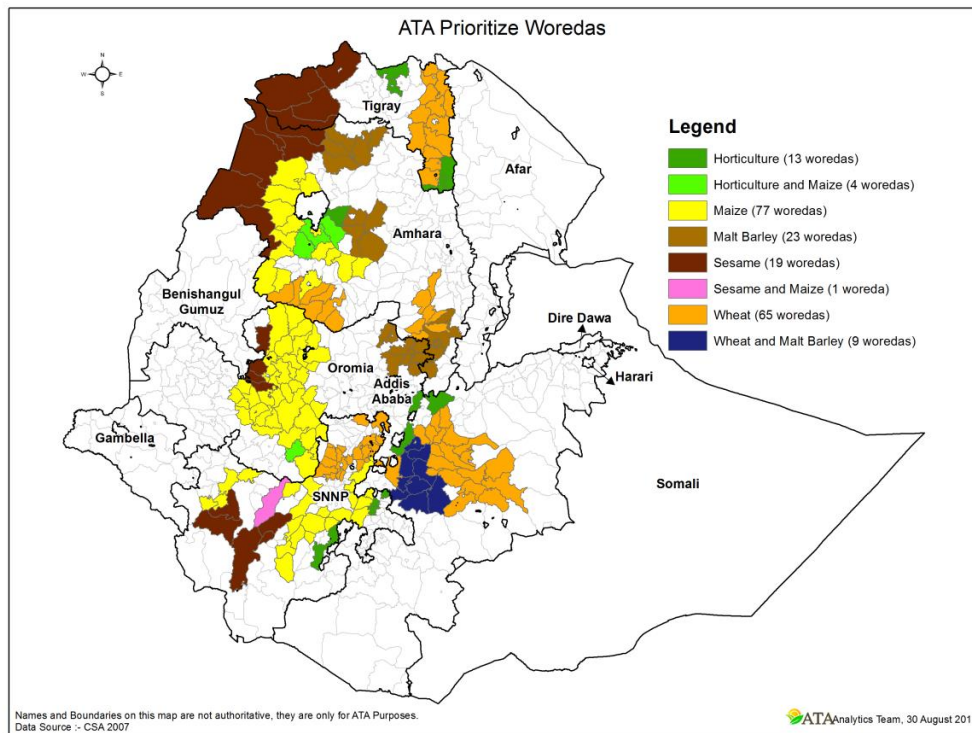 ATA Prioritize Woredas
N
W E
S
Tigray
Afar
Amhara
Benishangul
Gumuz
Dire Dawa
Harari
Oromia
Addis
Ababa
Gambella
SNNP
Somali
Legend
Horticulture (13 woredas)
Horticulture and Maize (4 woredas)
Maize (77 woredas)
Malt Barley (23 woredas)
Sesame (19 woredas)
Sesame and Maize (1 woreda)
Wheat (65 woredas)
Wheat and Malt Barley (9 woredas)
Names and Boundaries on this map are not authoritative, they are only for ATA Purposes.
Data Source :- CSA 2007
ATA Analytics Team, 30 August 201